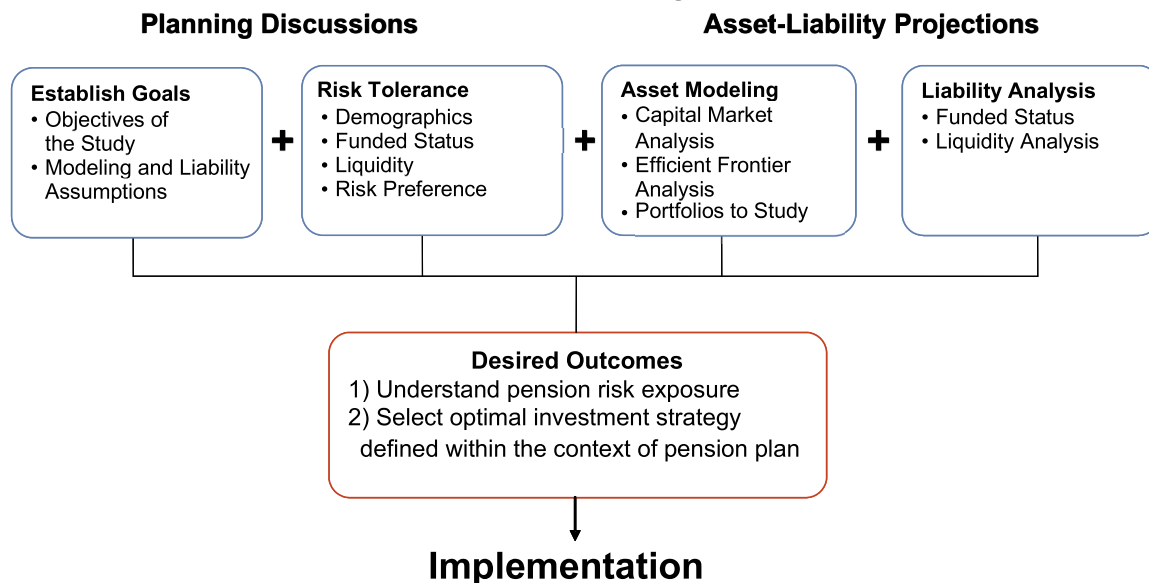 Planning Discussions
Asset-Liability Projections
Establish Goals
• Objectives of
the Study
• Modeling and Liability
Assumptions
+
Risk Tolerance
• Demographics
• Funded Status
• Liquidity
• Risk Preference
+
Asset Modeling
• Capital Market
Analysis
• Efficient Frontier
Analysis
• Portfolios to Study
+
Liability Analysis
• Funded Status
• Liquidity Analysis
Desired Outcomes
1) Understand pension risk exposure
2) Select optimal investment strategy
defined within the context of pension plan
Implementation